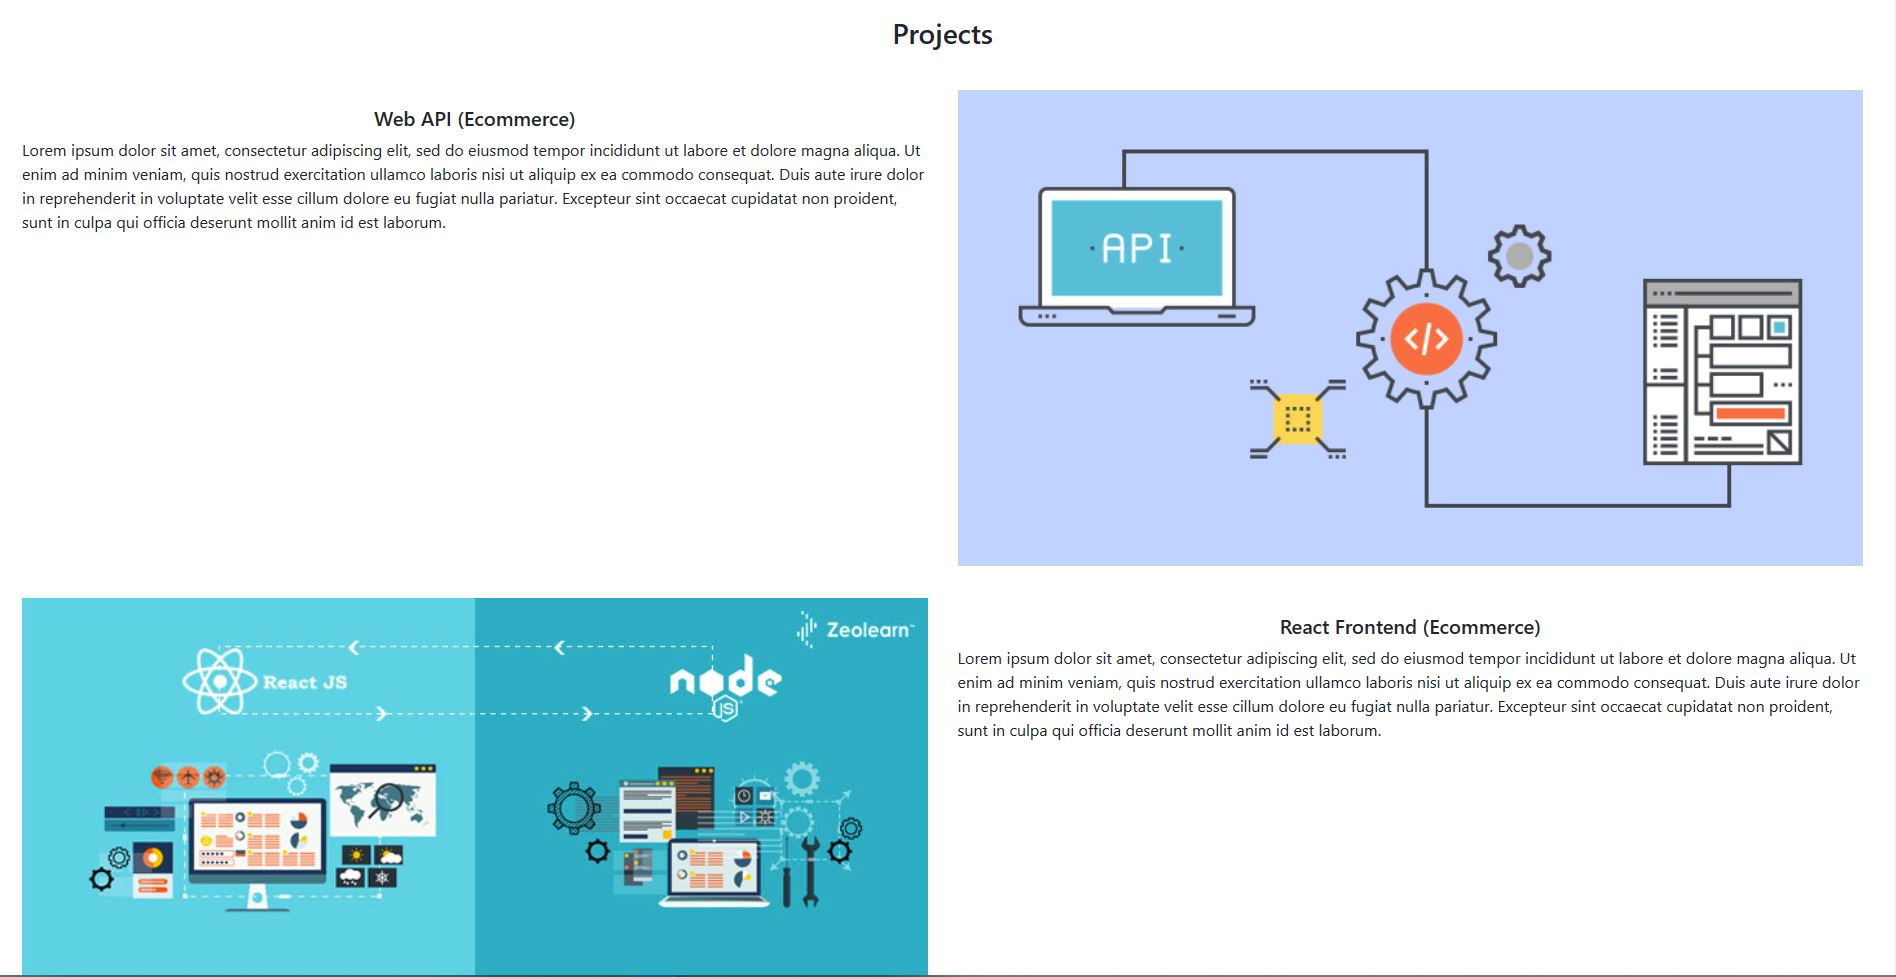 Projects
Web API (Ecommerce)
Lorem ipsum dolor sit amet, consectetur adipiscing elit, sed do eiusmod tempor incididunt ut labore et dolore magna aliqua. Ut
enim ad minim veniam, quis nostrud exercitation ullamco laboris nisi ut aliquip ex ea commodo consequat. Duis aute irure dolor
in reprehenderit in voluptate velit esse cillum dolore eu fugiat nulla pariatur. Excepteur sint occaecat cupidatat non proident,
sunt in culpa qui officia deserunt mollit anim id est laborum.
· API ·
</>
Zeolearn™
React JS
node
JS
React Frontend (Ecommerce)
Lorem ipsum dolor sit amet, consectetur adipiscing elit, sed do eiusmod tempor incididunt ut labore et dolore magna aliqua. Ut
enim ad minim veniam, quis nostrud exercitation ullamco laboris nisi ut aliquip ex ea commodo consequat. Duis aute irure dolor
in reprehenderit in voluptate velit esse cillum dolore eu fugiat nulla pariatur. Excepteur sint occaecat cupidatat non proident,
sunt in culpa qui officia deserunt mollit anim id est laborum.